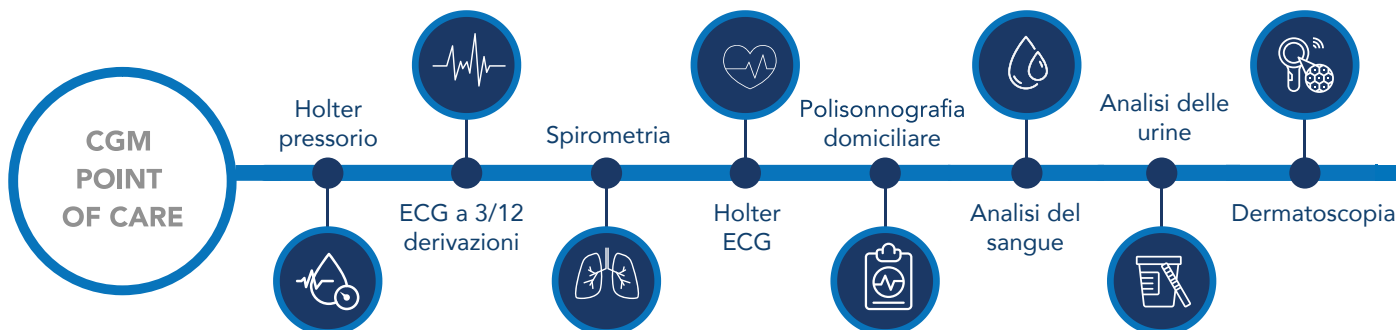 CGM
POINT
OF CARE
Holter
pressorio
ECG a 3/12
derivazioni
Spirometria
Holter
ECG
Polisonnografia
domiciliare
Analisi del
sangue
Analisi delle
urine
Dermatoscopia